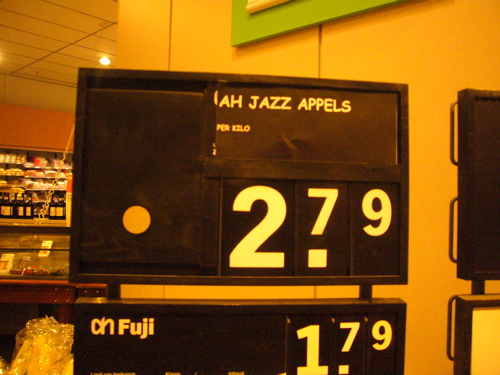 AH JAZZ APPELS
PER KILO
2.79
ah Fuji
1.79